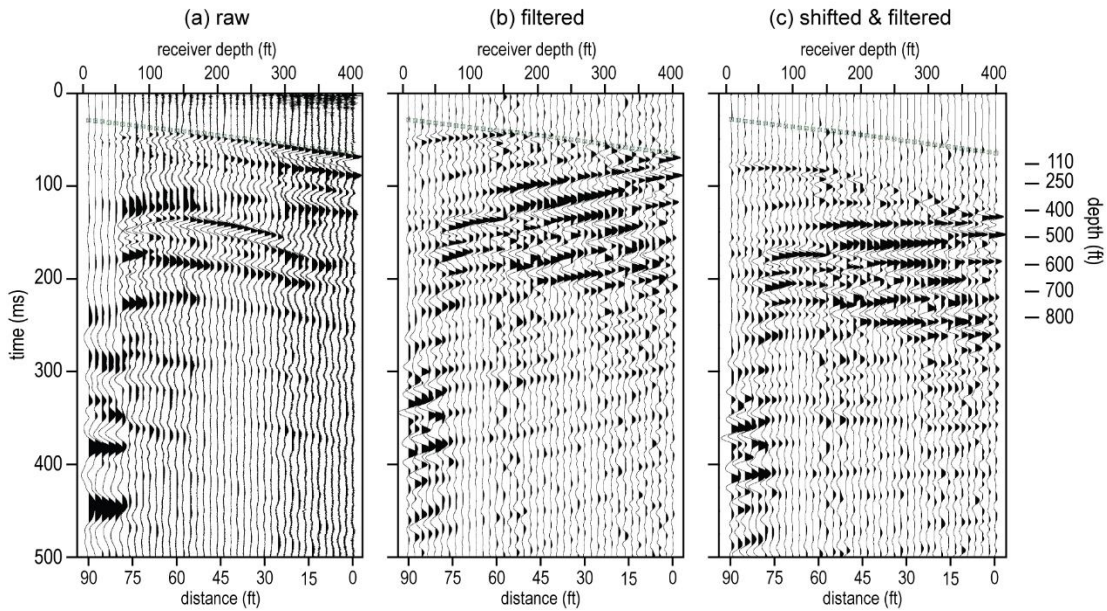 (a) raw
(b) filtered
(c) shifted & filtered
receiver depth (ft)
receiver depth (ft)
receiver depth (ft)
0 100 200 300 400
0 100 200 300 400
0 100 200 300 400
time (ms)
0
100
200
300
400
500
depth (ft)
110
250
400
500
600
700
800
90 75 60 45 30 15 0
90 75 60 45 30 15 0
90 75 60 45 30 15 0
distance (ft)
distance (ft)
distance (ft)